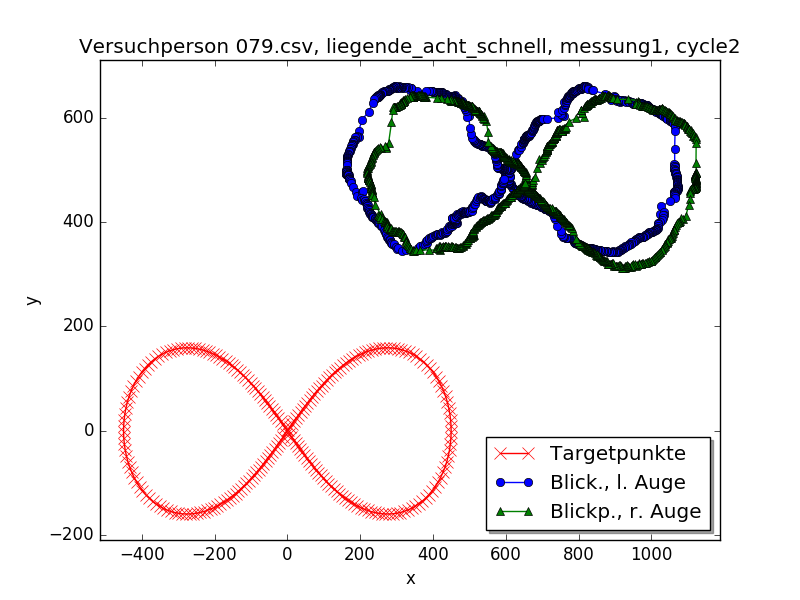 Versuchperson 079.csv, liegende_acht_schnell, messung1, cycle2
y
600
400
200
0
−200
−400
−200
0
200
400
600
800
1000
x
Targetpunkte
Blick., l. Auge
Blickp., r. Auge